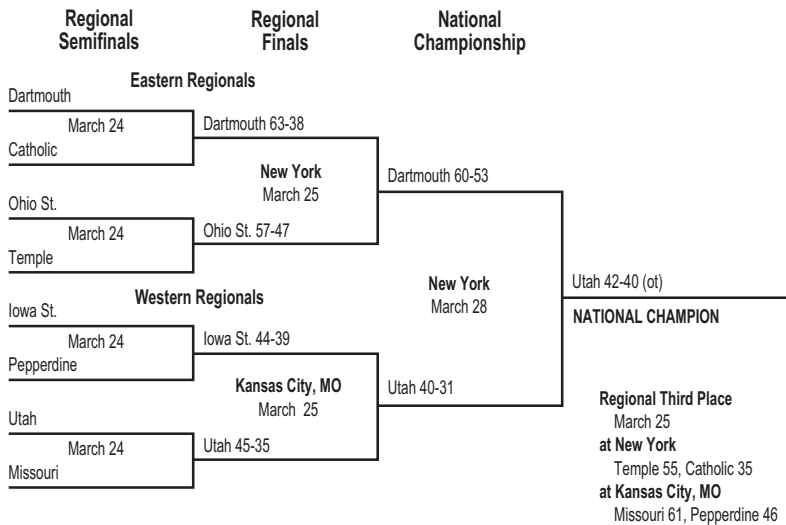 Regional
Semifinals
Regional
Finals
National
Championship
Eastern Regionals
Dartmouth
March 24
Catholic
Dartmouth 63-38
New York
March 25
Dartmouth 60-53
Ohio St.
March 24
Temple
Ohio St. 57-47
New York
March 28
Utah 42-40 (ot)
NATIONAL CHAMPION
Western Regionals
Iowa St.
March 24
Pepperdine
Iowa St. 44-39
Kansas City, MO
March 25
Utah 40-31
Utah
March 24
Missouri
Utah 45-35
Regional Third Place
March 25
at New York
Temple 55, Catholic 35
at Kansas City, MO
Missouri 61, Pepperdine 46